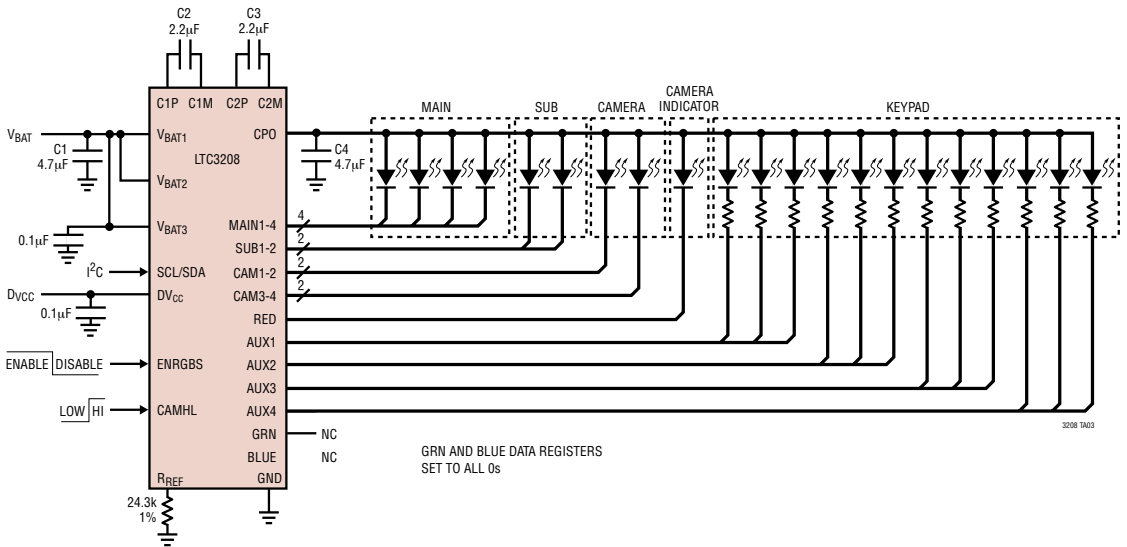 C2
2.2µF
C3
2.2µF
C1P C1M C2P C2M
MAIN
SUB
CAMERA
CAMERA
INDICATOR
KEYPAD
VBAT
VBAT1
CPO
C1
4.7µF
LTC3208
C4
4.7µF
VBAT2
VBAT3
0.1µF
MAIN1-4
4
SUB1-2
2
I2C
SCL/SDA
CAM1-2
2
DVCC
DVCC
CAM3-4
2
0.1µF
RED
AUX1
ENABLE DISABLE
ENRGBS
AUX2
AUX3
LOW HI
CAMHL
AUX4
3208 TA03
GRN
NC
BLUE
NC
GRN AND BLUE DATA REGISTERS
SET TO ALL 0s
RREF
GND
24.3k
1%